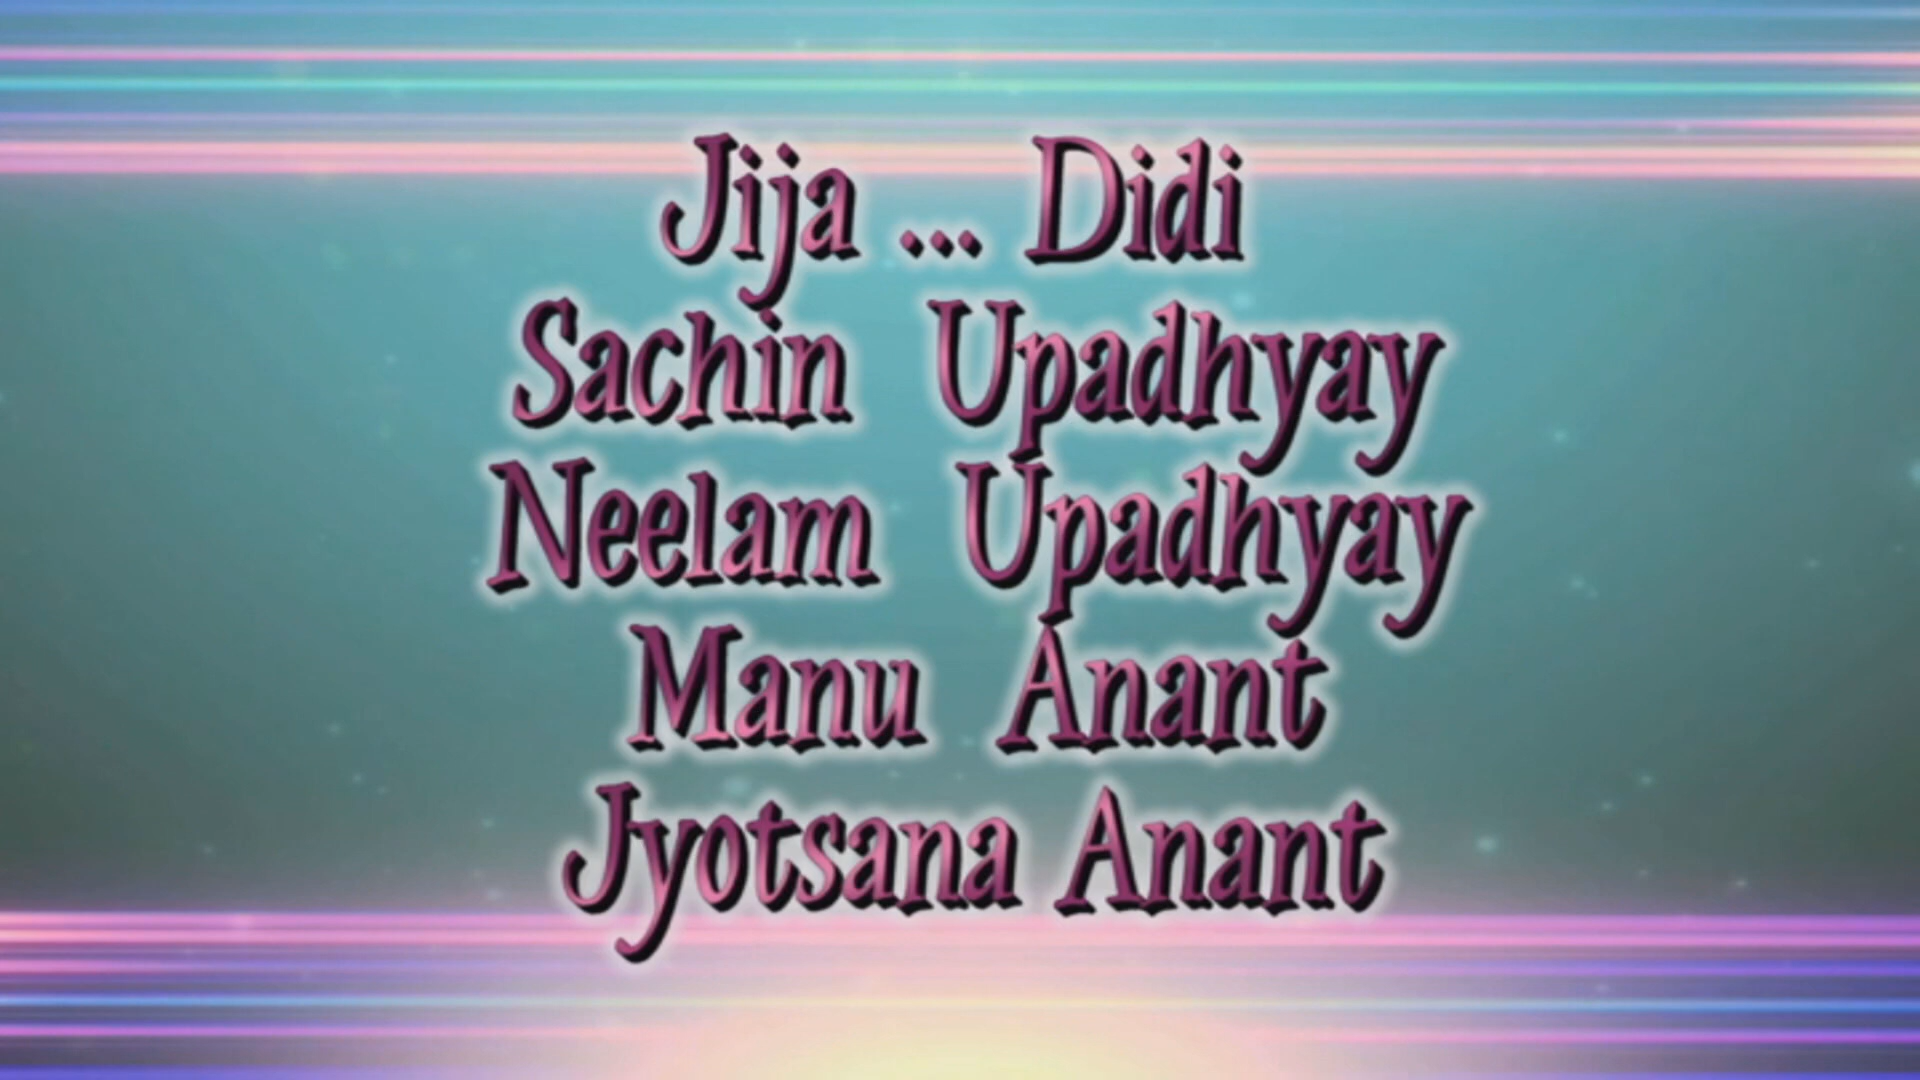 Jija ... Didi
Sachin Upadhyay
Neelam Upadhyay
Manu Anant
Jyotsana Anant